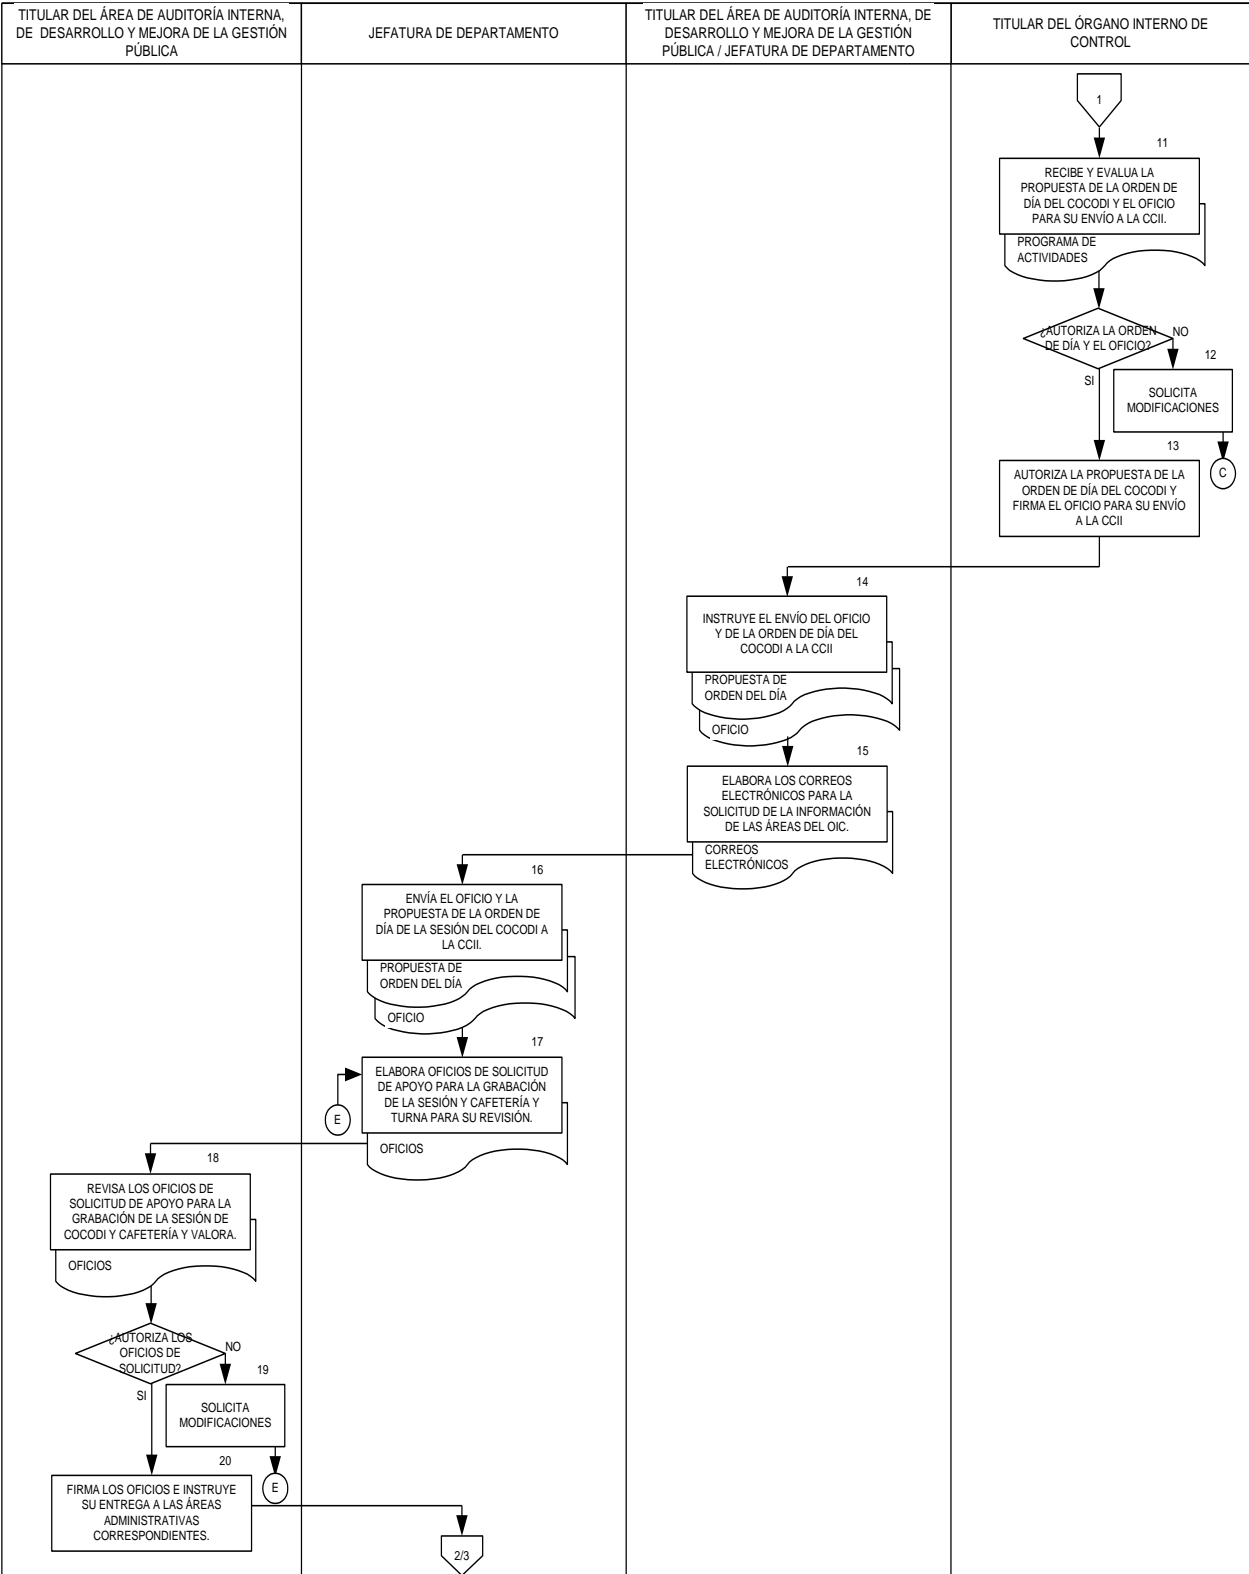 TITULAR DEL ÁREA DE AUDITORÍA INTERNA,
DE DESARROLLO Y MEJORA DE LA GESTIÓN
PÚBLICA
JEFATURA DE DEPARTAMENTO
TITULAR DEL ÁREA DE AUDITORÍA INTERNA, DE
DESARROLLO Y MEJORA DE LA GESTIÓN
PÚBLICA / JEFATURA DE DEPARTAMENTO
TITULAR DEL ÓRGANO INTERNO DE
CONTROL
1
11
RECIBE Y EVALUA LA
PROPUESTA DE LA ORDEN DE
DÍA DEL COCODI Y EL OFICIO
PARA SU ENVÍO A LA CCII.
PROGRAMA DE
ACTIVIDADES
¿AUTORIZA LA ORDEN
DE DÍA Y EL OFICIO?
NO
SI
12
SOLICITA
MODIFICACIONES
C
13
AUTORIZA LA PROPUESTA DE LA
ORDEN DE DÍA DEL COCODI Y
FIRMA EL OFICIO PARA SU ENVÍO
A LA CCII
14
INSTRUYE EL ENVÍO DEL OFICIO
Y DE LA ORDEN DE DÍA DEL
COCODI A LA CCII
PROPUESTA DE
ORDEN DEL DÍA
OFICIO
15
ELABORA LOS CORREOS
ELECTRÓNICOS PARA LA
SOLICITUD DE LA INFORMACIÓN
DE LAS ÁREAS DEL OIC.
CORREOS
ELECTRÓNICOS
16
ENVÍA EL OFICIO Y LA
PROPUESTA DE LA ORDEN DE
DÍA DE LA SESIÓN DEL COCODI A
LA CCII.
PROPUESTA DE
ORDEN DEL DÍA
OFICIO
17
ELABORA OFICIOS DE SOLICITUD
DE APOYO PARA LA GRABACIÓN
DE LA SESIÓN Y CAFETERÍA Y
TURNA PARA SU REVISIÓN.
E
OFICIOS
18
REVISA LOS OFICIOS DE
SOLICITUD DE APOYO PARA LA
GRABACIÓN DE LA SESIÓN DE
COCODI Y CAFETERÍA Y VALORA.
OFICIOS
¿AUTORIZA LOS
OFICIOS DE
SOLICITUD?
NO
SI
19
SOLICITA
MODIFICACIONES
E
20
FIRMA LOS OFICIOS E INSTRUYE
SU ENTREGA A LAS ÁREAS
ADMINISTRATIVAS
CORRESPONDIENTES.
2/3